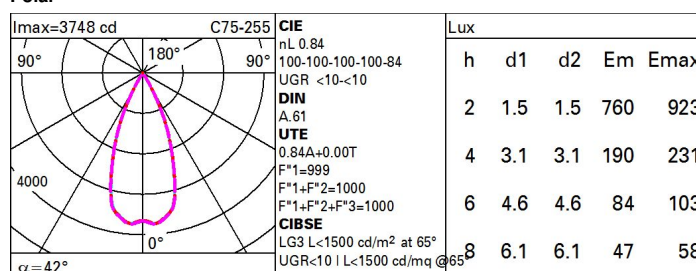 Imax=3748 cd C75-255
90° 180° 90°
4000
0°
α=42°
CIE
nL 0.84
100-100-100-100-84
UGR <10-<10
DIN
A.61
UTE
0.84A+0.00T
F"1=999
F"1+F"2=1000
F"1+F"2+F"3=1000
CIBSE
LG3 L<1500 cd/m² at 65°
UGR<10 | L<1500 cd/mq @65°
Lux
h d1 d2 Em Emax
2 1.5 1.5 760 923
4 3.1 3.1 190 231
6 4.6 4.6 84 103
8 6.1 6.1 47 58